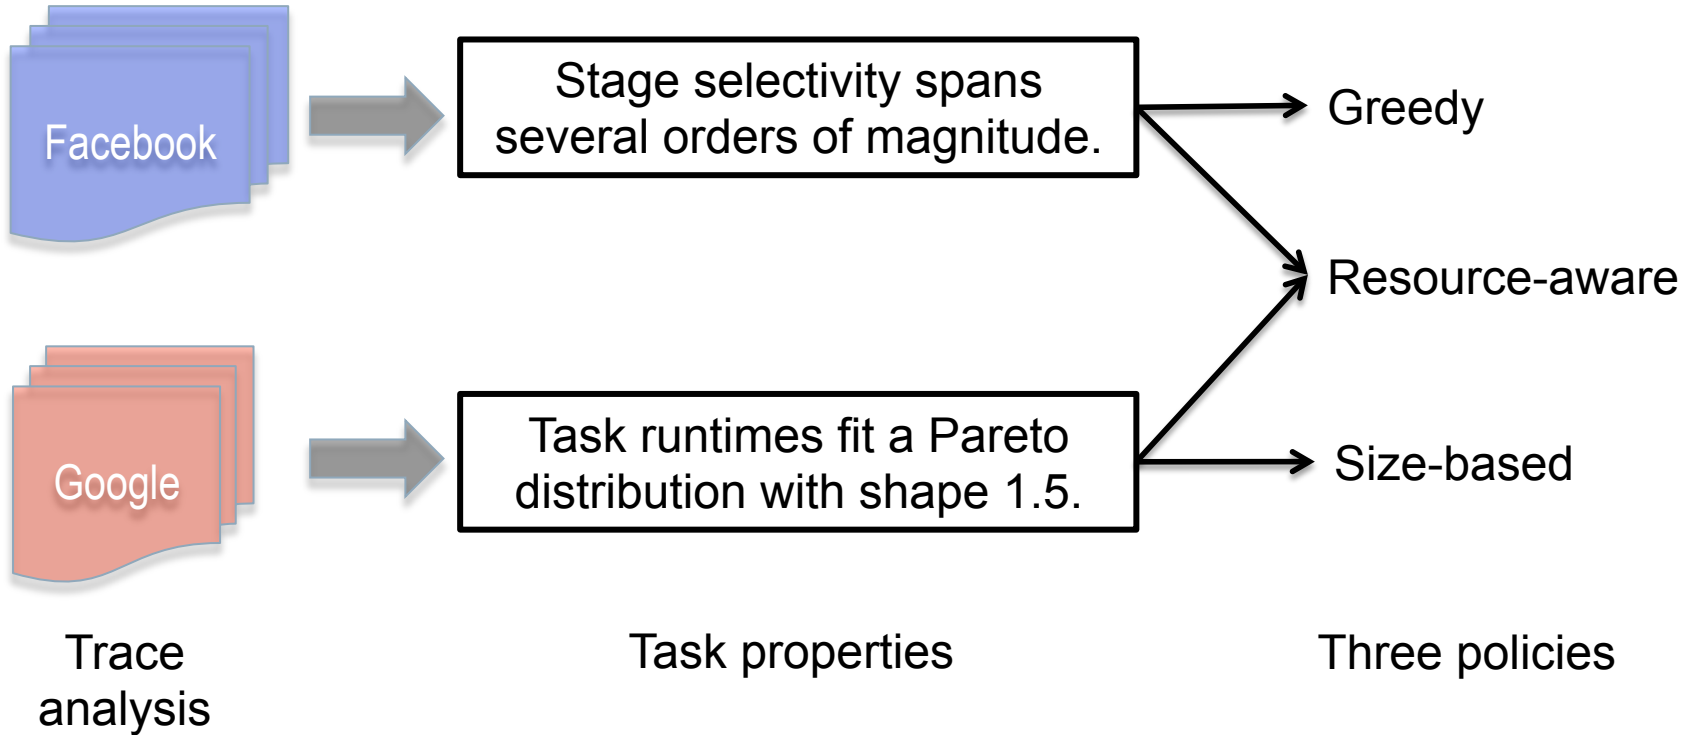 Facebook
Stage selectivity spans
several orders of magnitude.
Greedy
Resource-aware
Google
Task runtimes fit a Pareto
distribution with shape 1.5.
Size-based
Trace
analysis
Task properties
Three policies